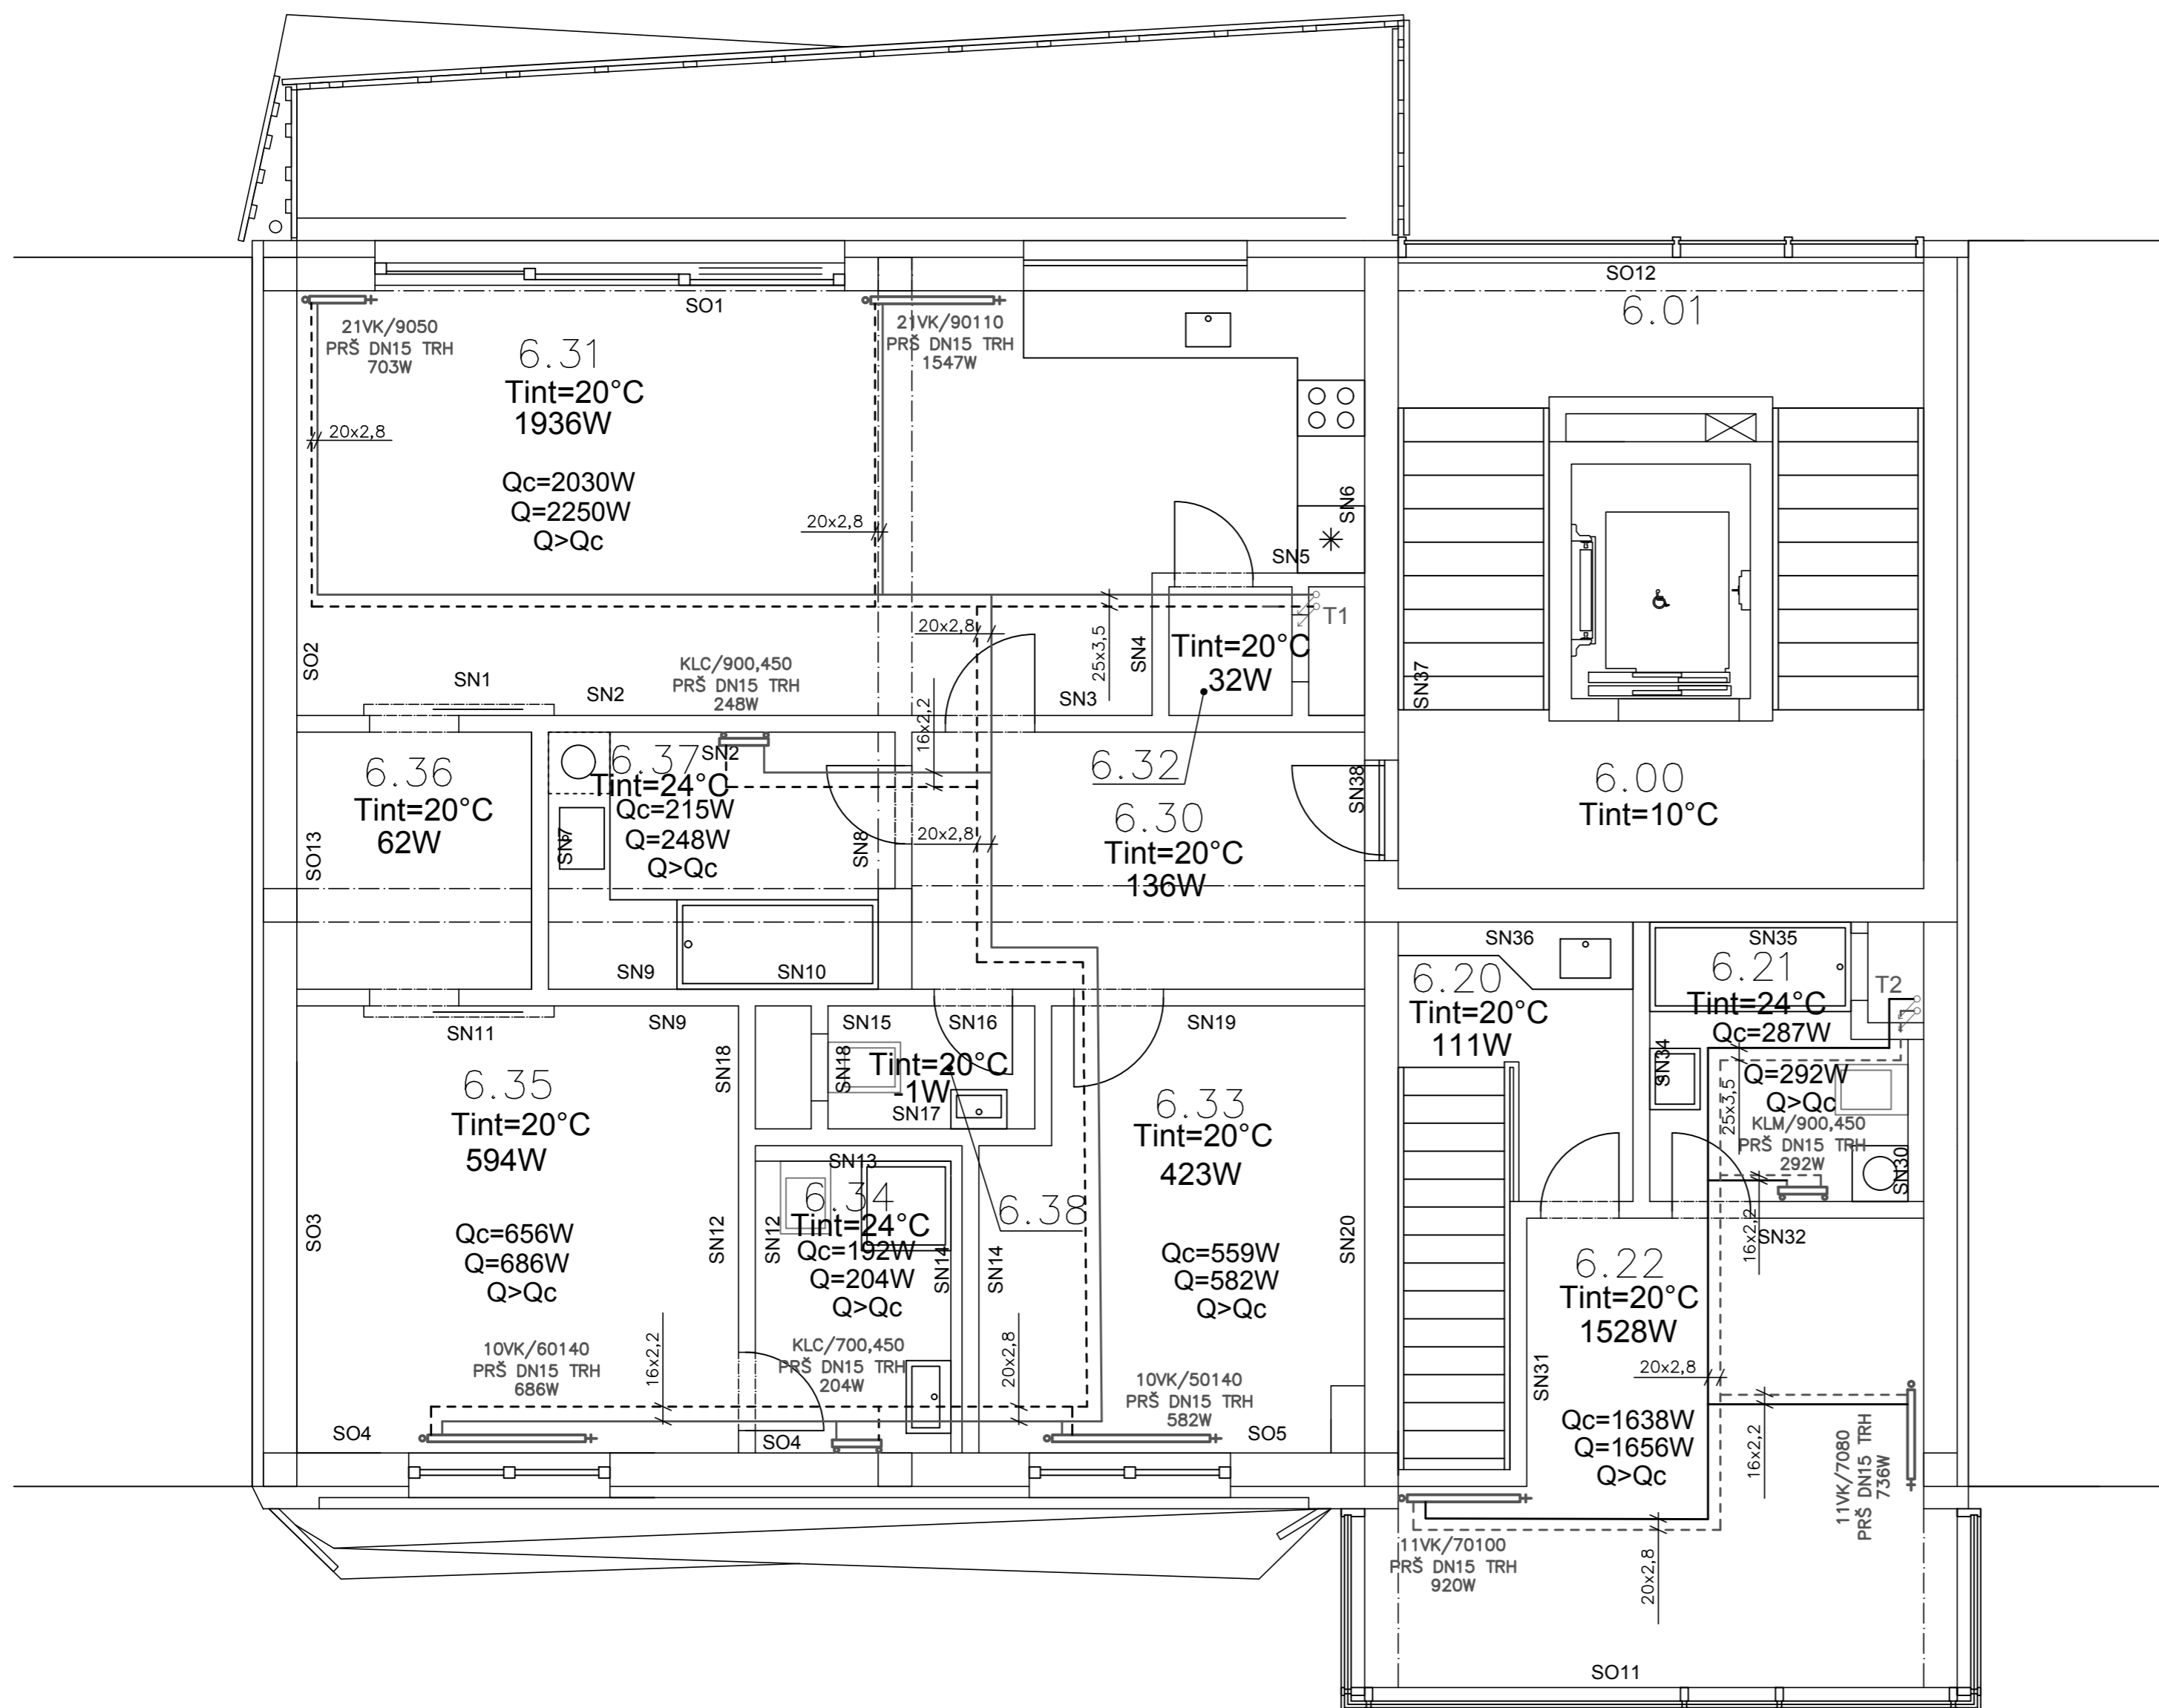 SO12
6.01
SO1
21VK/9050
PRŠ DN15 TRH
703W
6.31
Tint=20°C
1936W
21VK/90110
PRŠ DN15 TRH
1547W
20x2,8
Qc=2030W
Q=2250W
Q>Qc
20x2,8
SN6
SN5
T1
20x2,8
25x3,5
SN4
Tint=20°C
32W
SO2
SN1
SN2
KLC/900,450
PRŠ DN15 TRH
248W
SN3
SN37
16x2,2
6.36
Tint=20°C
62W
SN2
6.37
Tint=24°C
Qc=215W
Q=248W
Q>Qc
SN7
SN8
SO13
6.32
6.30
Tint=20°C
136W
20x2,8
SN38
6.00
Tint=10°C
SN9
SN10
SN36
SN35
6.20
Tint=20°C
111W
6.21
Tint=24°C
Qc=287W
Q=292W
Q>Qc
T2
SN34
25x3,5
KLM/900,450
PRŠ DN15 TRH
292W
SN30
SN11
SN9
SN15
SN16
SN19
SN18
SN18
Tint=20°C
-1W
SN17
6.35
Tint=20°C
594W
6.33
Tint=20°C
423W
SN13
6.34
Tint=24°C
Qc=192W
Q=204W
Q>Qc
6.38
SO3
SN12
SN12
SN14
SN14
SN20
Qc=656W
Q=686W
Q>Qc
Qc=559W
Q=582W
Q>Qc
16x2,2
SN32
6.22
Tint=20°C
1528W
20x2,8
SN31
Qc=1638W
Q=1656W
Q>Qc
10VK/60140
PRŠ DN15 TRH
686W
16x2,2
KLC/700,450
PRŠ DN15 TRH
204W
20x2,8
10VK/50140
PRŠ DN15 TRH
582W
SO4
SO4
SO5
16x2,2
11VK/7080
PRŠ DN15 TRH
736W
11VK/70100
PRŠ DN15 TRH
920W
20x2,8
SO11